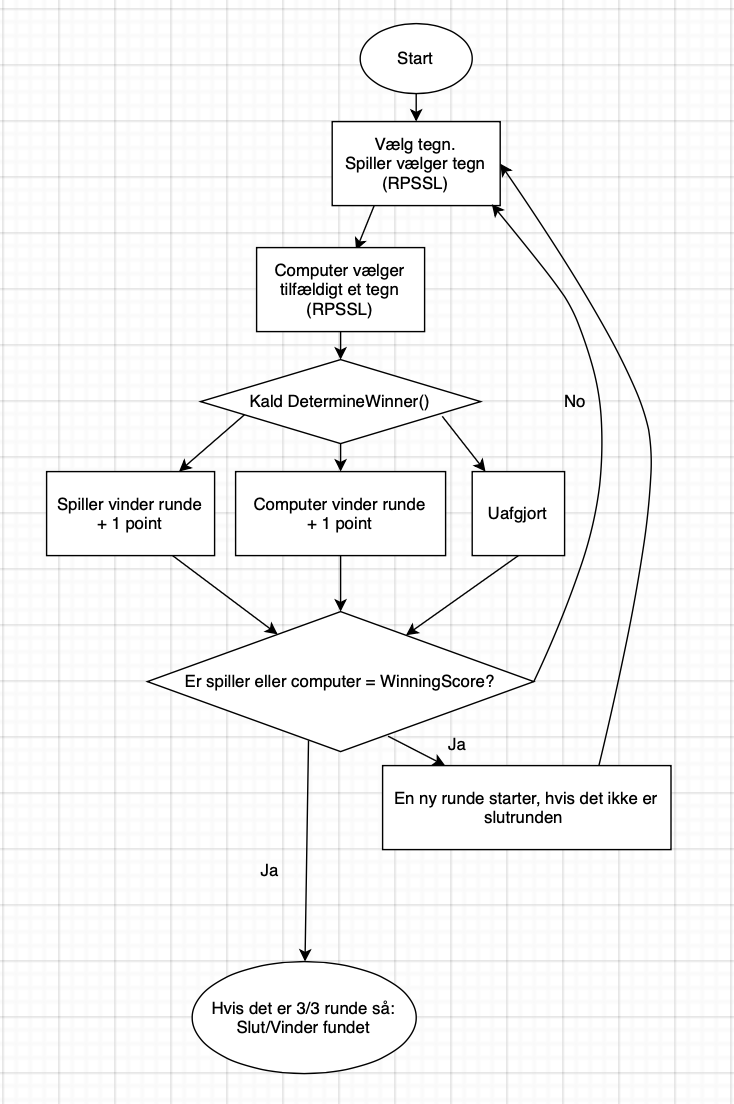 Start
Vælg tegn.
Spiller vælger tegn
(RPSSL)
Computer vælger
tilfældigt et tegn
(RPSSL)
Kald DetermineWinner()
No
Spiller vinder runde
+ 1 point
Computer vinder runde
+ 1 point
Uafgjort
Er spiller eller computer = WinningScore?
Ja
En ny runde starter, hvis det ikke er
slutrunden
Ja
Hvis det er 3/3 runde så:
Slut/Vinder fundet